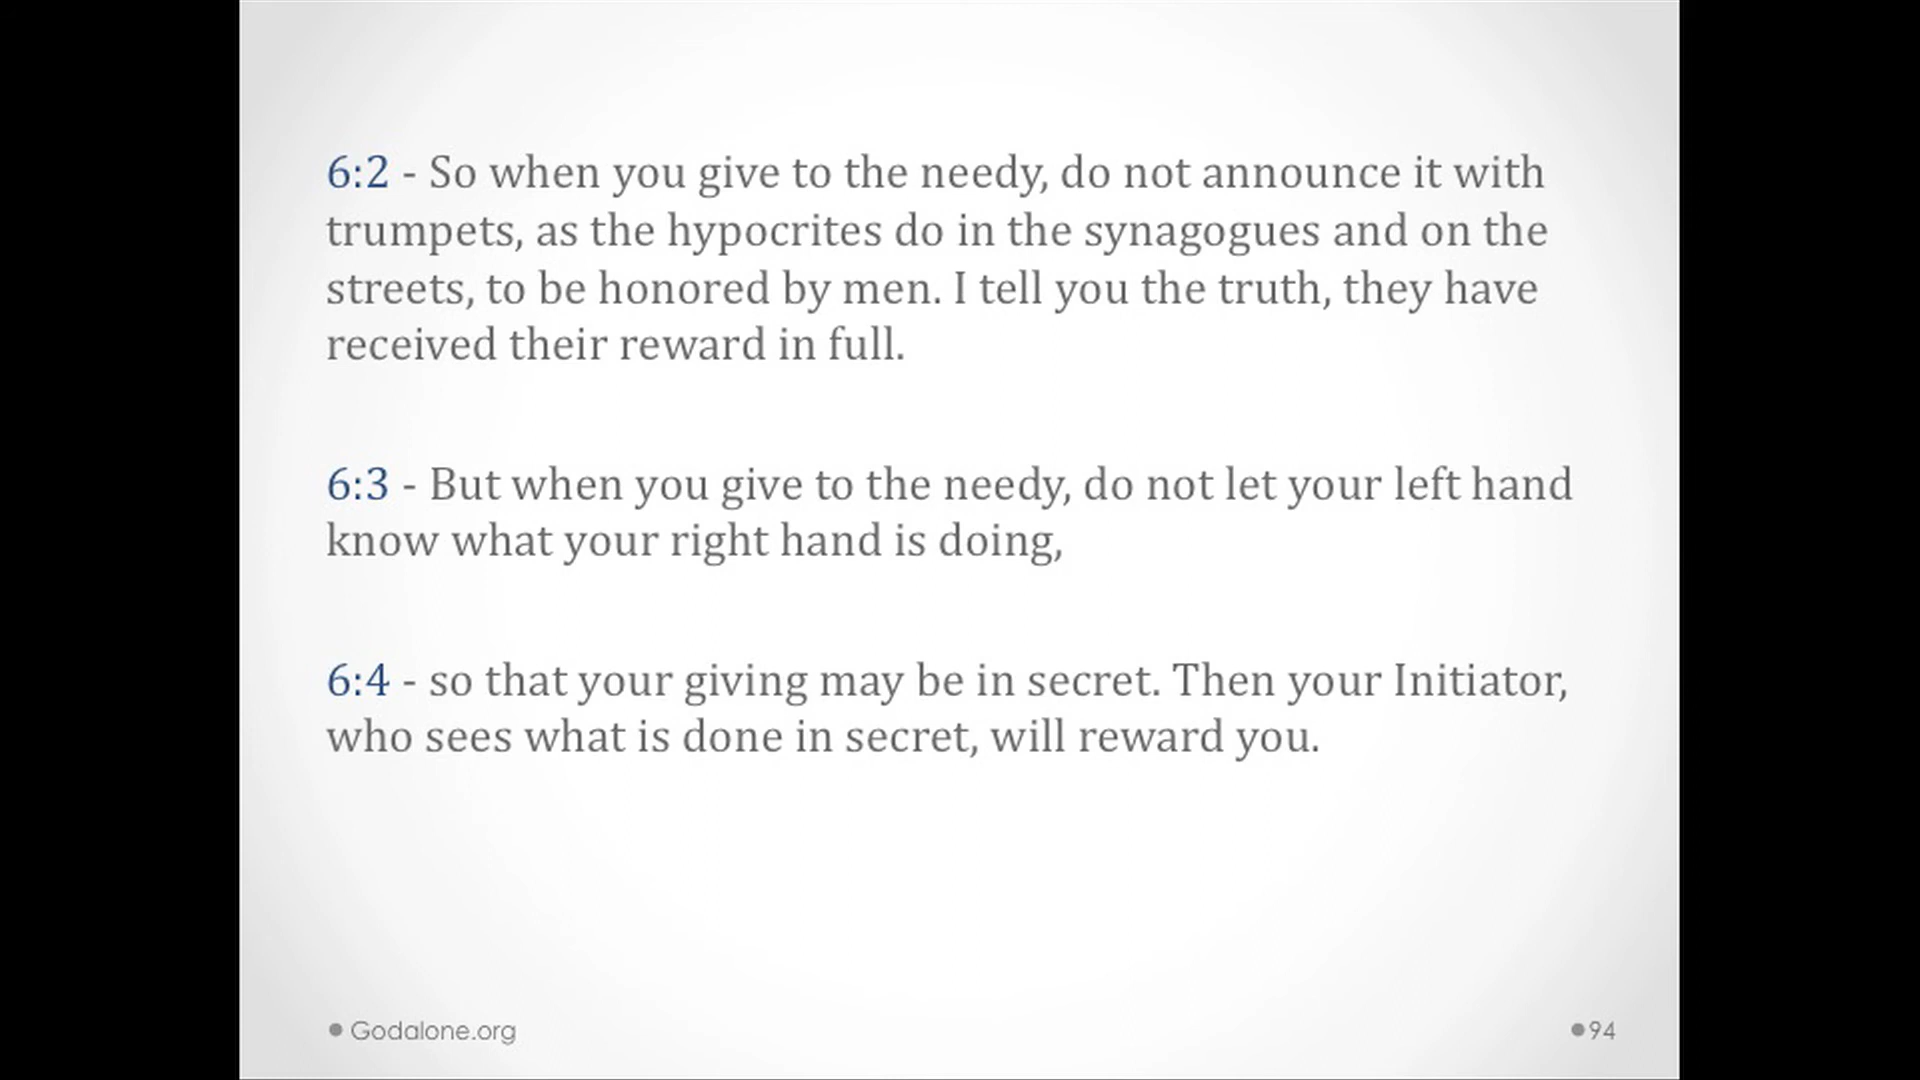 6:2 - So when you give to the needy, do not announce it with
trumpets, as the hypocrites do in the synagogues and on the
streets, to be honored by men. I tell you the truth, they have
received their reward in full.
6:3 - But when you give to the needy, do not let your left hand
know what your right hand is doing,
6:4 - so that your giving may be in secret. Then your Initiator,
who sees what is done in secret, will reward you.
Godalone.org
94